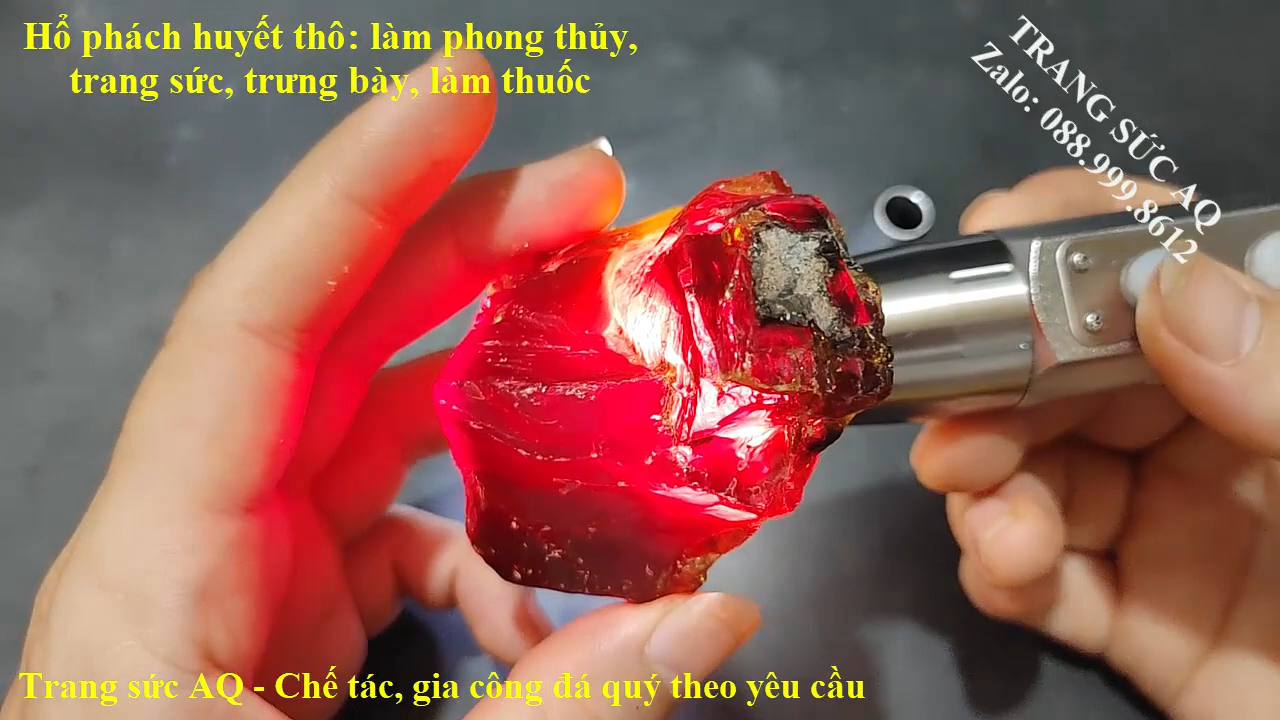 Hổ phách huyết thô: làm phong thủy,
trang sức, trưng bày, làm thuốc
TRANG SỨC AQ
Zalo: 088.999.8612
Trang sức AQ - Chế tác, gia công đá quý theo yêu cầu